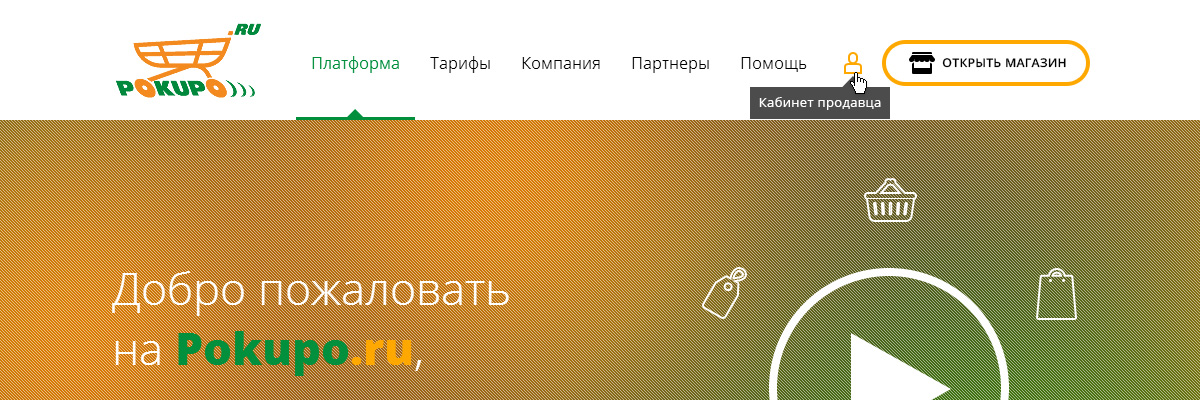 .RU
POKUPO
Платформа Тарифы Компания Партнеры Помощь ОТКРЫТЬ МАГАЗИН
Кабинет продавца
Добро пожаловать
на Pokupo.ru,